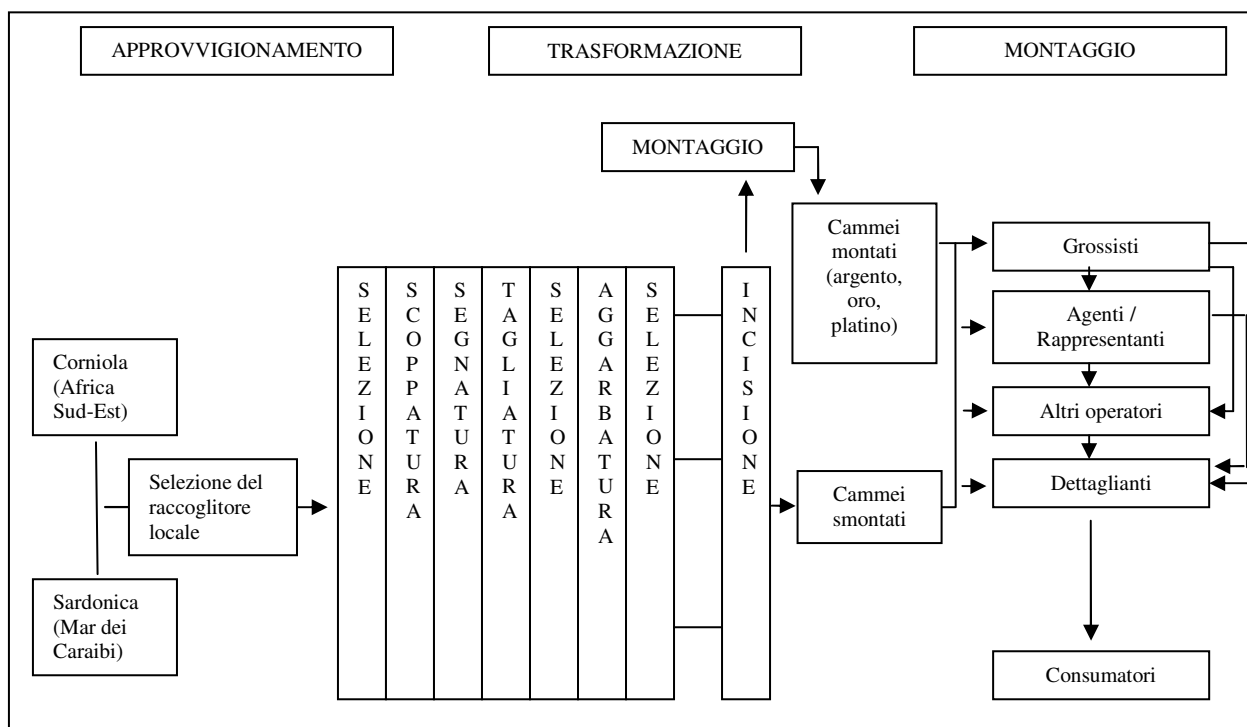 APPROVVIGIONAMENTO
TRASFORMAZIONE
MONTAGGIO
MONTAGGIO
Corniola
(Africa
Sud-Est)
Sardonica
(Mar dei
Caraibi)
Selezione del
raccoglitore
locale
SELEZIONE
SCOPPATURA
SEGNATURA
TAGLIATURA
SELEZIONE
AGGARBATURA
SELEZIONE
INCISIONE
Cammei
montati
(argento,
oro,
platino)
Cammei
smontati
Grossisti
Agenti /
Rappresentanti
Altri operatori
Dettaglianti
Consumatori